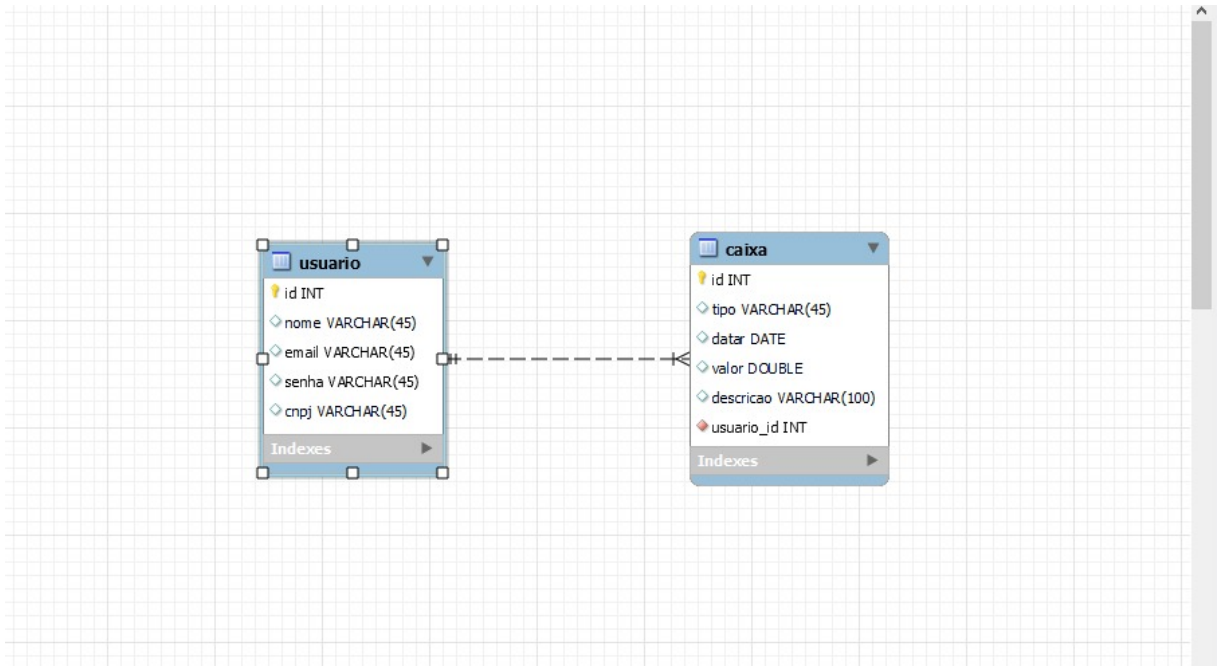 usuario
id INT
nome VARCHAR(45)
email VARCHAR(45)
senha VARCHAR(45)
cnpj VARCHAR(45)
Indexes
caixa
id INT
tipo VARCHAR(45)
datar DATE
valor DOUBLE
descricao VARCHAR(100)
usuario_id INT
Indexes